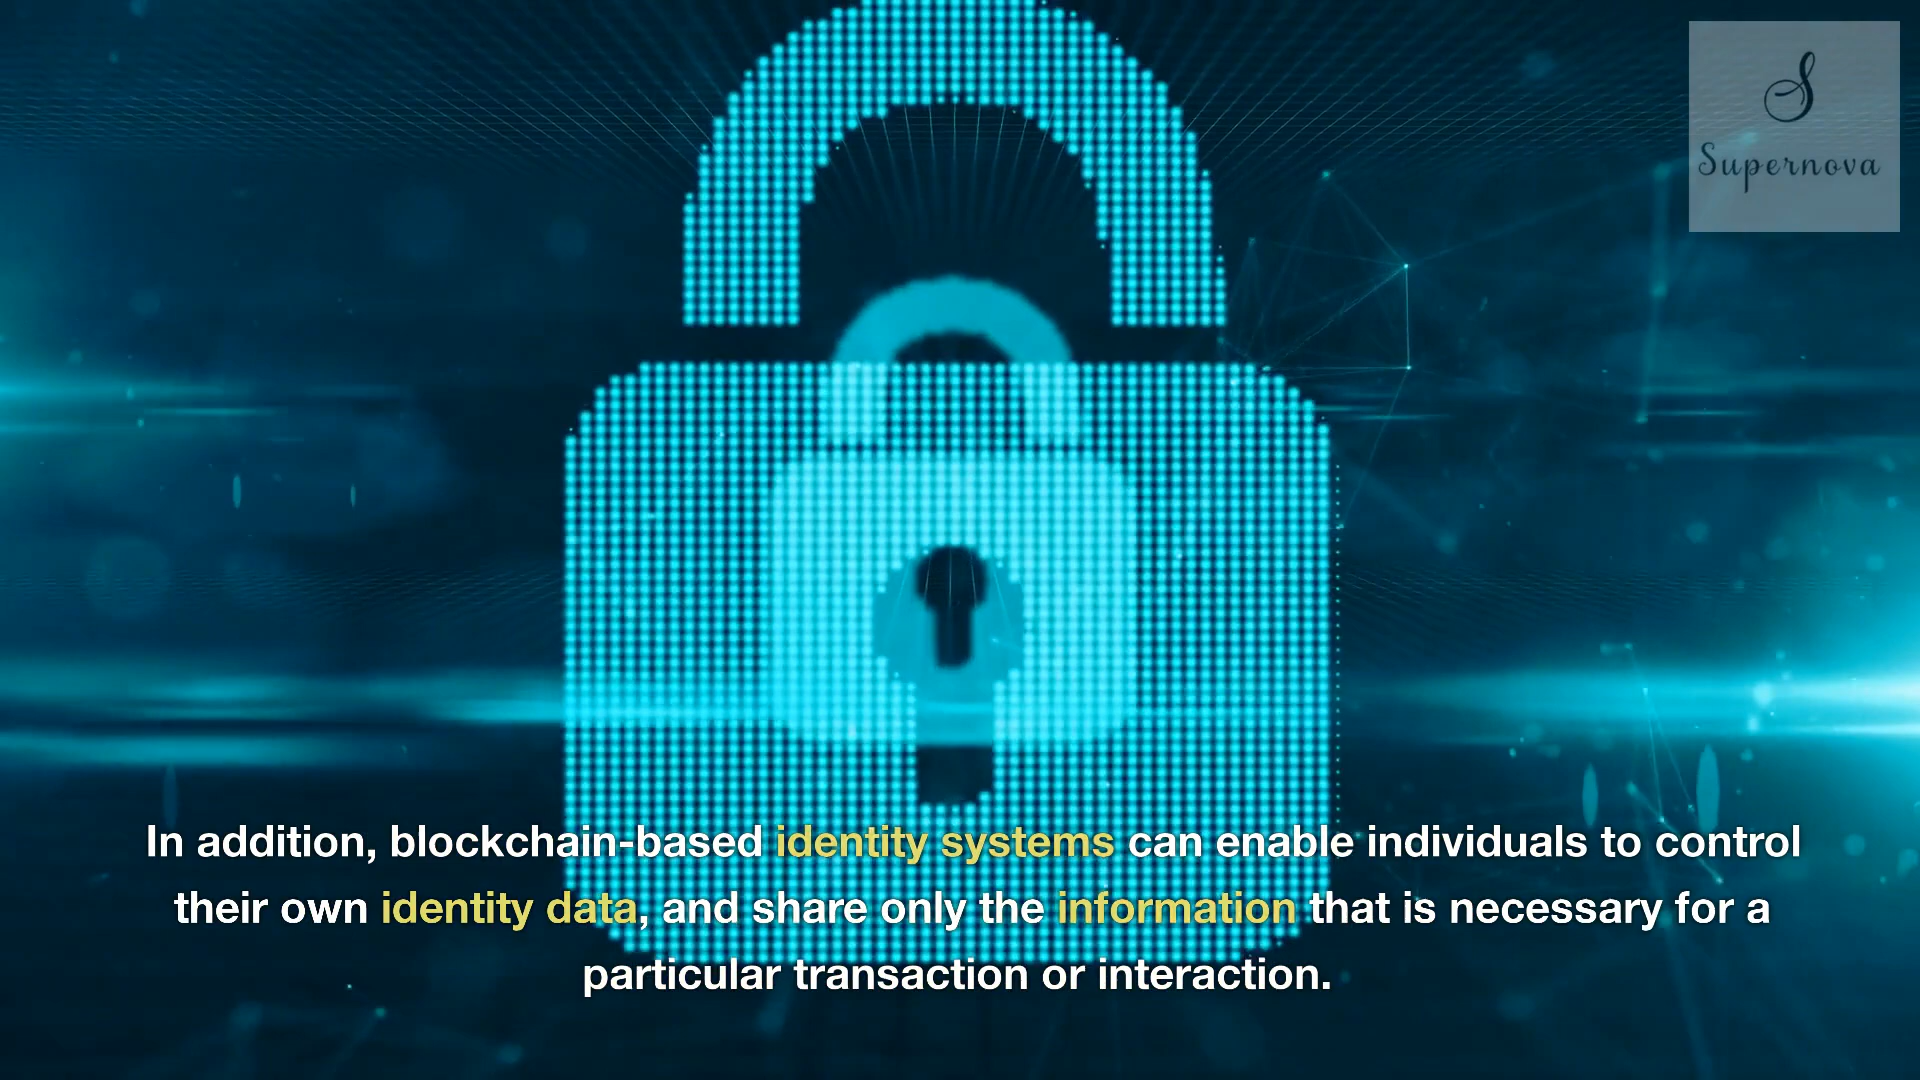 S
Supernova
In addition, blockchain-based identity systems can enable individuals to control
their own identity data, and share only the information that is necessary for a
particular transaction or interaction.